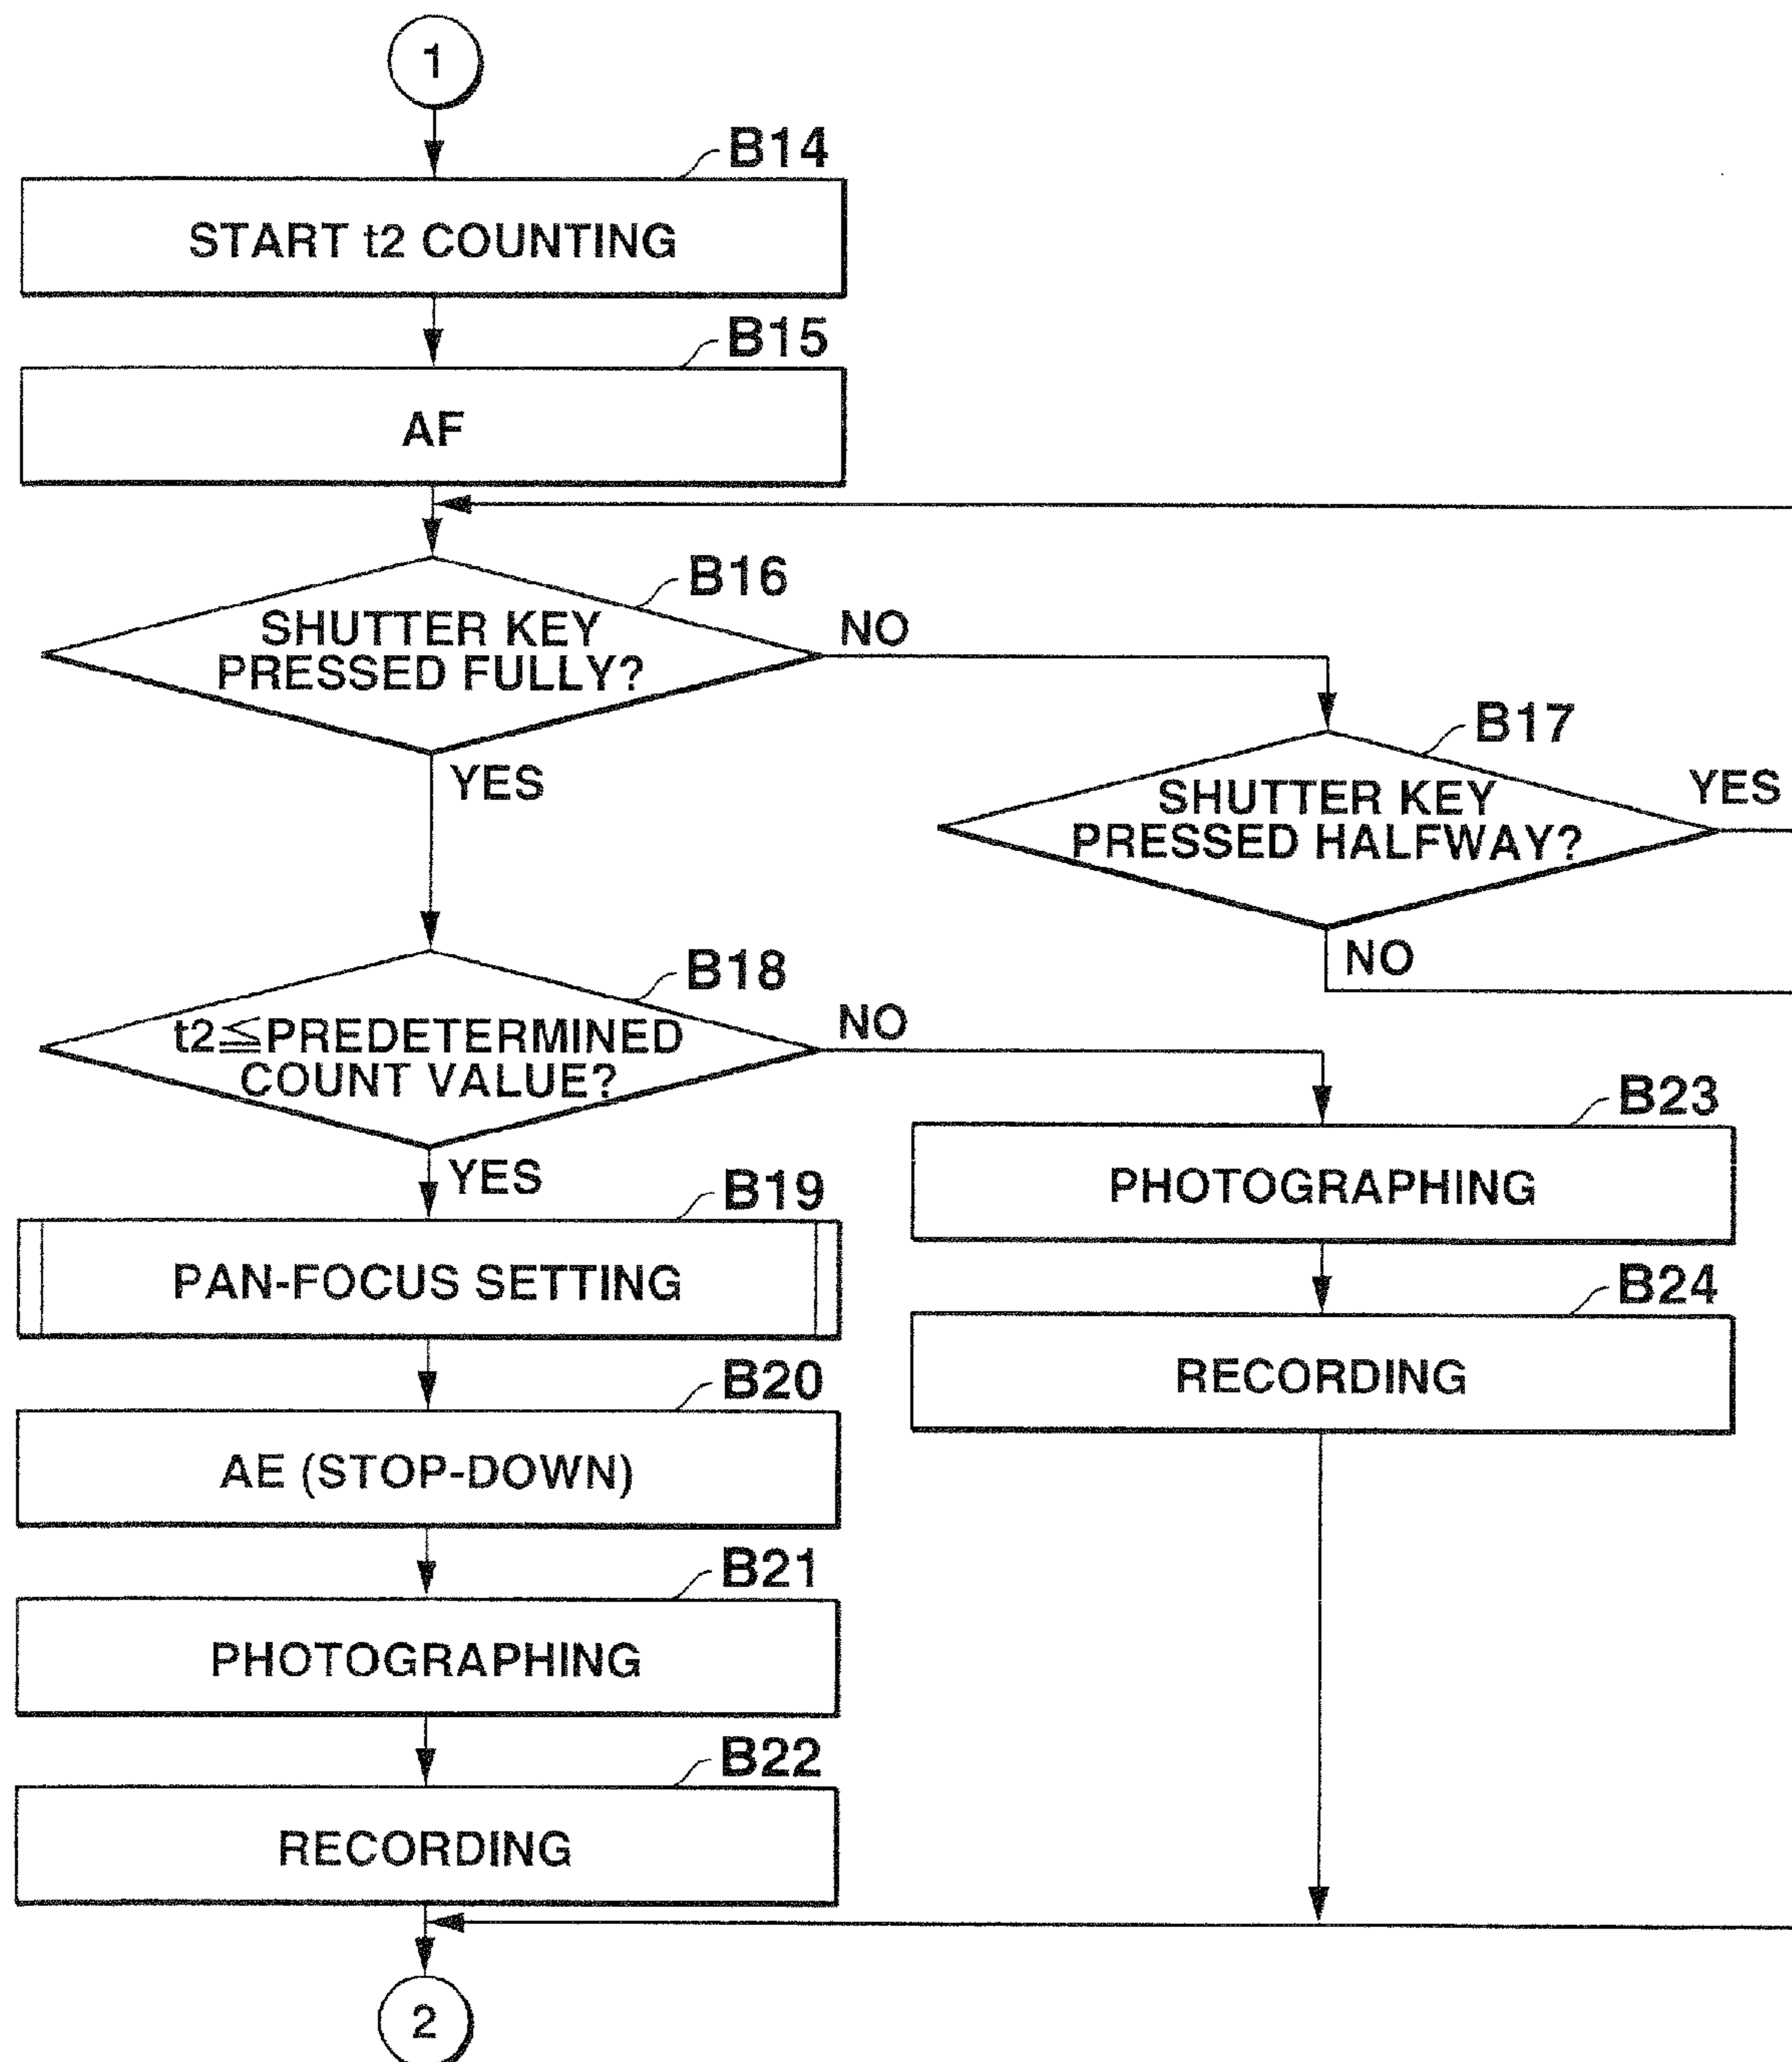 1
B14
START t2 COUNTING
B15
AF
B16
SHUTTER KEY
PRESSED FULLY?
NO
YES
B17
SHUTTER KEY
PRESSED HALFWAY?
YES
NO
B18
t2≦PREDETERMINED
COUNT VALUE?
NO
YES
B19
PAN-FOCUS SETTING
B20
AE (STOP-DOWN)
B21
PHOTOGRAPHING
B22
RECORDING
B23
PHOTOGRAPHING
B24
RECORDING
2